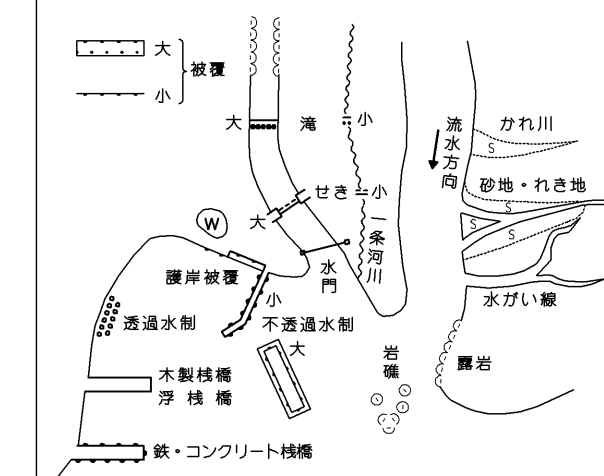 大
被覆
小
大 滝 小
流水方向
かれ川
S
砂地・れき地
S
せき 小
大
W
S
S
一条河川
水門
護岸被覆
小
水がい線
透過水制
不透過水制
大
岩礁
露岩
木製桟橋
浮桟橋
鉄・コンクリート桟橋